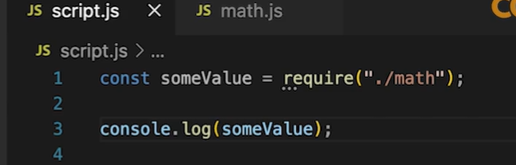 JS script.js X JS math.js
JS script.js > ...
1 const someValue = require("./math");
2
3 console.log(someValue);
4